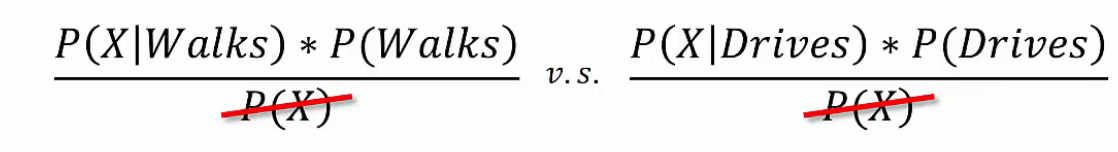 P(X|Walks) * P(Walks) v.s. P(X|Drives) * P(Drives)
P(X) P(X)